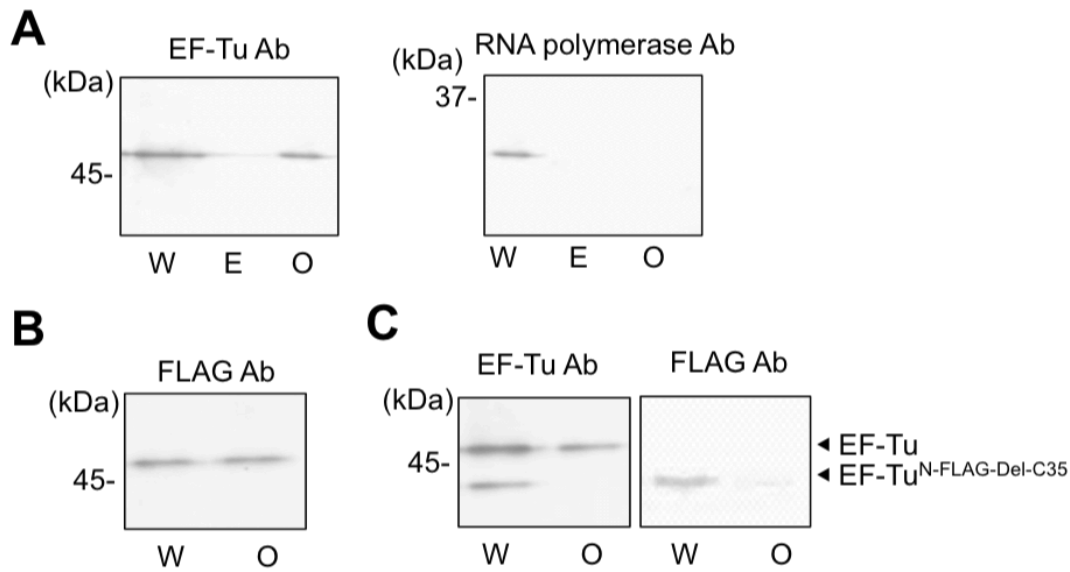 A
EF-Tu Ab
(kDa)
45-
W E O
RNA polymerase Ab
(kDa)
37-
W E O
B
FLAG Ab
(kDa)
45-
W O
C
EF-Tu Ab
FLAG Ab
(kDa)
45-
◄ EF-Tu
◄ EF-TuN-FLAG-Del-C35
W O
W O